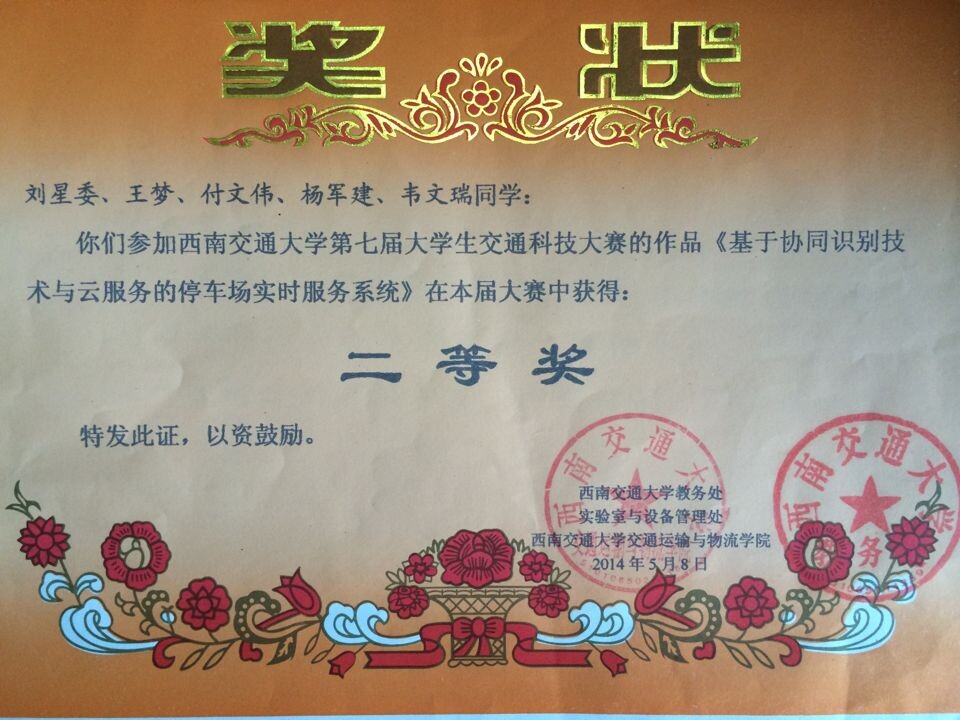 奖状
刘星委、王梦、付文伟、杨军建、韦文瑞同学：
你们参加西南交通大学第七届大学生交通科技大赛的作品《基于协同识别技
术与云服务的停车场实时服务系统》在本届大赛中获得：
二等奖
特发此证，以资鼓励。
西南交通大学
西南交通大学
西南交通大学教务处
实验室与设备管理处
西南交通大学交通运输与物流学院
2014年5月8日